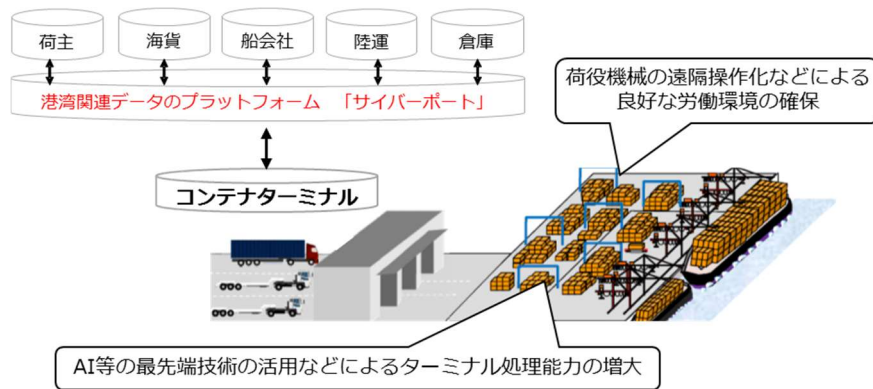 荷主
海貨
船会社
陸運
倉庫
港湾関連データのプラットフォーム 「サイバーポート」
荷役機械の遠隔操作化などによる
良好な労働環境の確保
コンテナターミナル
AI等の最先端技術の活用などによるターミナル処理能力の増大